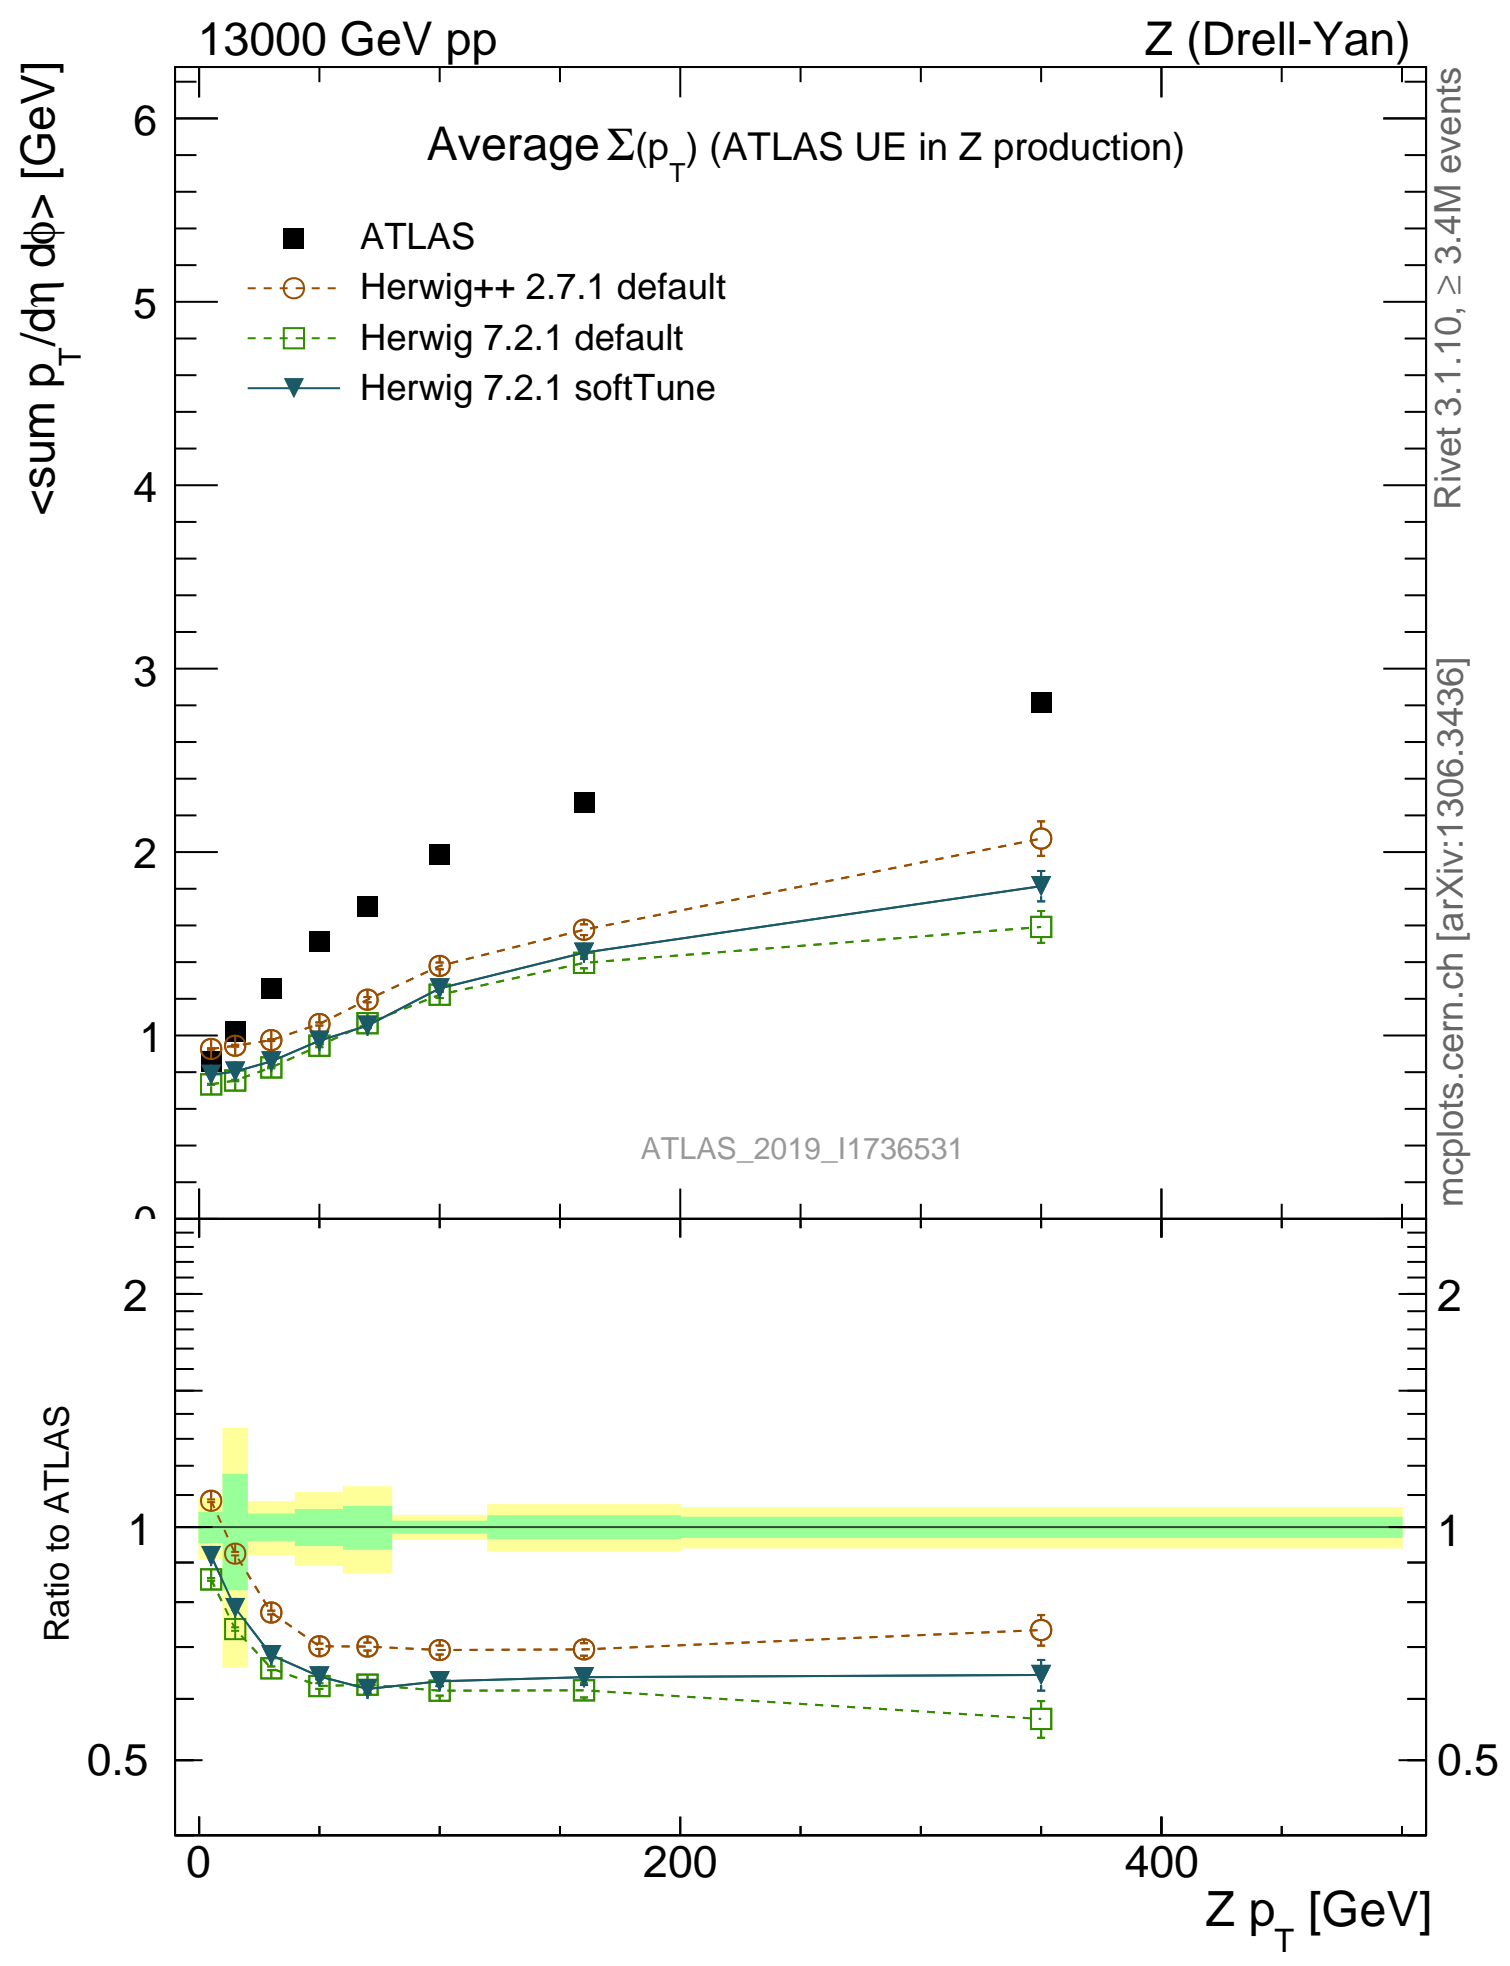 13000 GeV pp
Z (Drell-Yan)
<sum p_T/dη dϕ> [GeV]
Average Σ(p_T) (ATLAS UE in Z production)
ATLAS
Herwig++ 2.7.1 default
Herwig 7.2.1 default
Herwig 7.2.1 softTune
6
5
4
3
2
1
0
ATLAS_2019_I1736531
Rivet 3.1.10, ≥ 3.4M events
mcplots.cern.ch [arXiv:1306.3436]
Ratio to ATLAS
2
1
0.5
2
1
0.5
0
200
400
Z p_T [GeV]